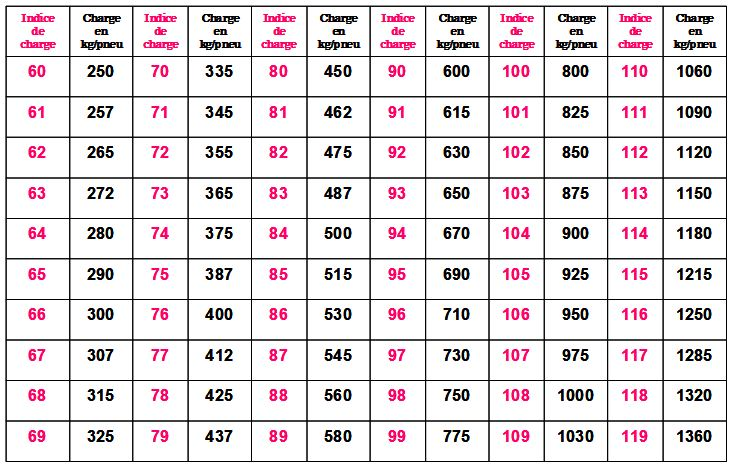 Indice de charge Charge en kg/pneu Indice de charge Charge en kg/pneu Indice de charge Charge en kg/pneu Indice de charge Charge en kg/pneu Indice de charge Charge en kg/pneu Indice de charge Charge en kg/pneu
60 250 70 335 80 450 90 600 100 800 110 1060
61 257 71 345 81 462 91 615 101 825 111 1090
62 265 72 355 82 475 92 630 102 850 112 1120
63 272 73 365 83 487 93 650 103 875 113 1150
64 280 74 375 84 500 94 670 104 900 114 1180
65 290 75 387 85 515 95 690 105 925 115 1215
66 300 76 400 86 530 96 710 106 950 116 1250
67 307 77 412 87 545 97 730 107 975 117 1285
68 315 78 425 88 560 98 750 108 1000 118 1320
69 325 79 437 89 580 99 775 109 1030 119 1360